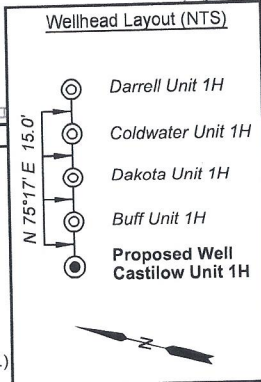 Wellhead Layout (NTS)
Darrell Unit 1H
Coldwater Unit 1H
Dakota Unit 1H
Buff Unit 1H
Proposed Well
Castilow Unit 1H
N 75°17' E 15.0'
N